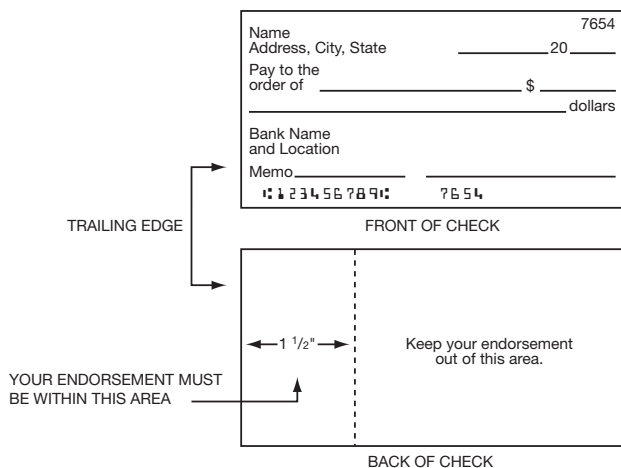 7654
Name
Address, City, State 20
Pay to the
order of $
dollars
Bank Name
and Location
Memo
⑆123456789⑆ 7654
TRAILING EDGE
FRONT OF CHECK
1 1/2"
Keep your endorsement
out of this area.
YOUR ENDORSEMENT MUST
BE WITHIN THIS AREA
BACK OF CHECK